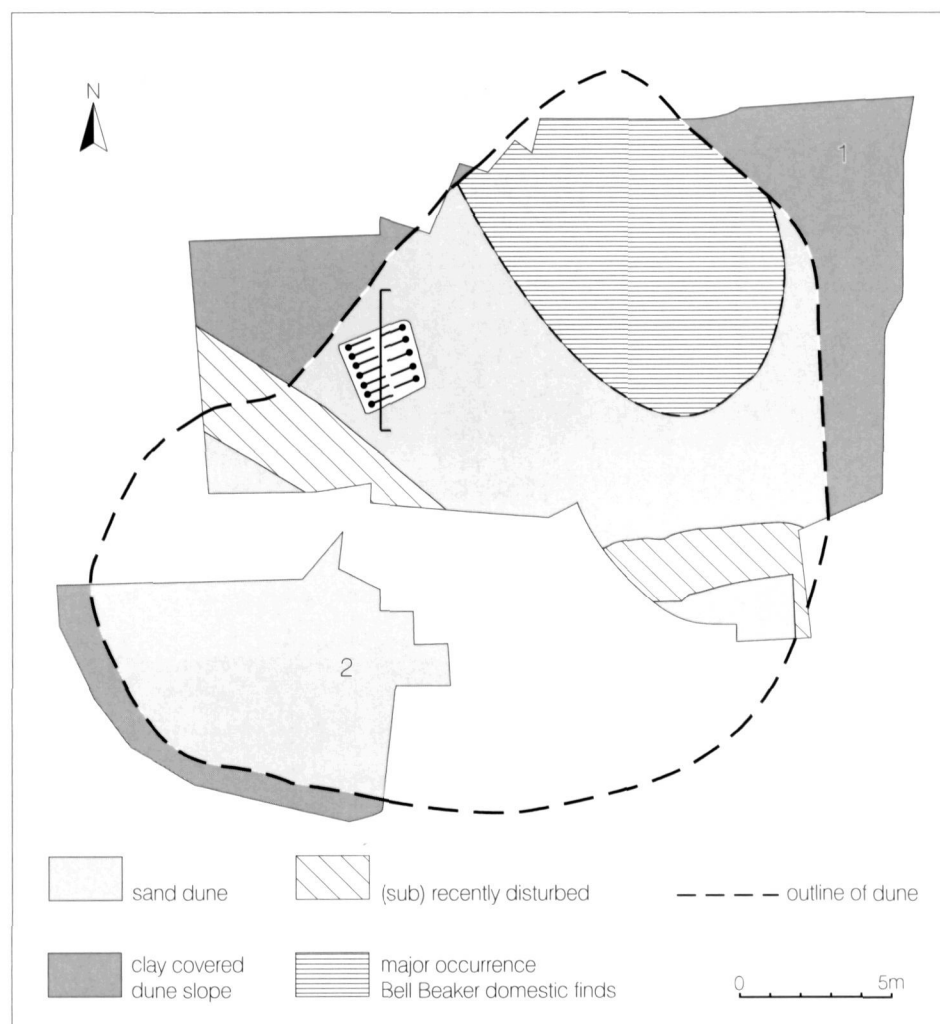 N
1
2
sand dune
(sub) recently disturbed
outline of dune
clay covered
dune slope
major occurrence
Bell Beaker domestic finds
0 5m